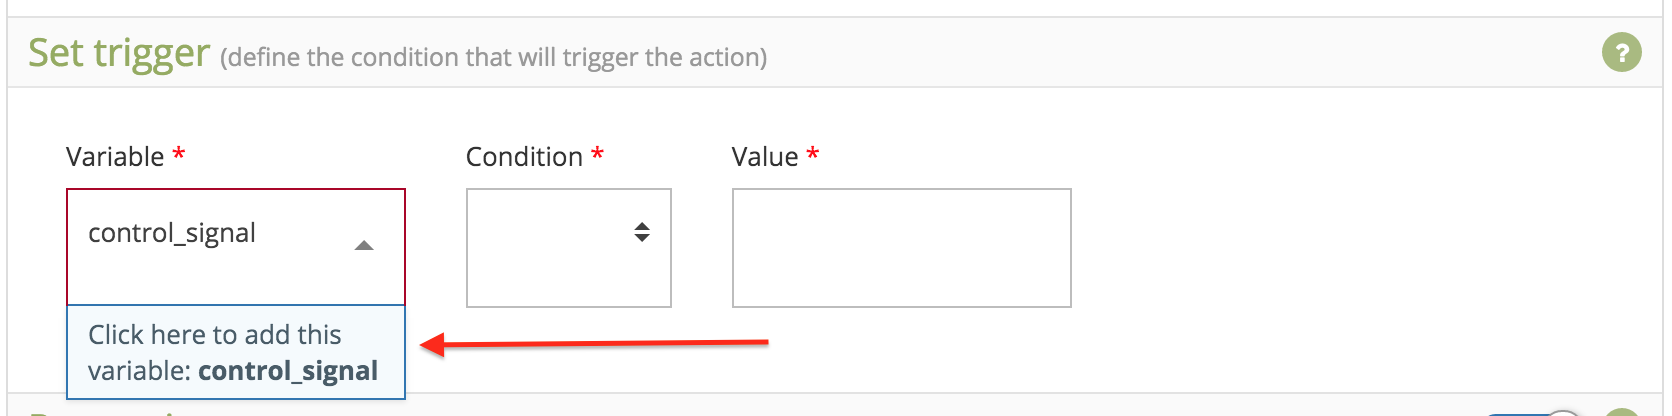 Set trigger (define the condition that will trigger the action)
?
Variable *
Condition *
Value *
control_signal
Click here to add this
variable: control_signal